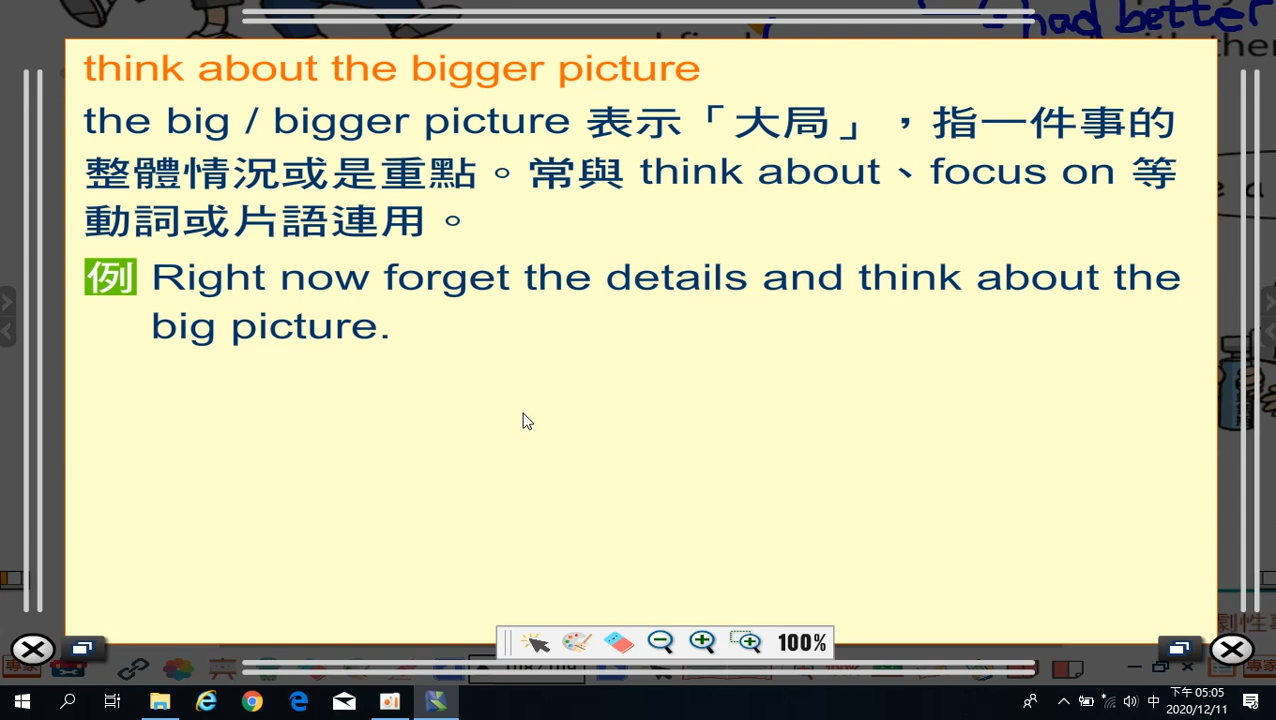 had better
think about the bigger picture
the big / bigger picture 表示「大局」，指一件事的
整體情況或是重點。常與 think about、focus on 等
動詞或片語連用。
例 Right now forget the details and think about the
big picture.
100%
中
下午 05:05
2020/12/11